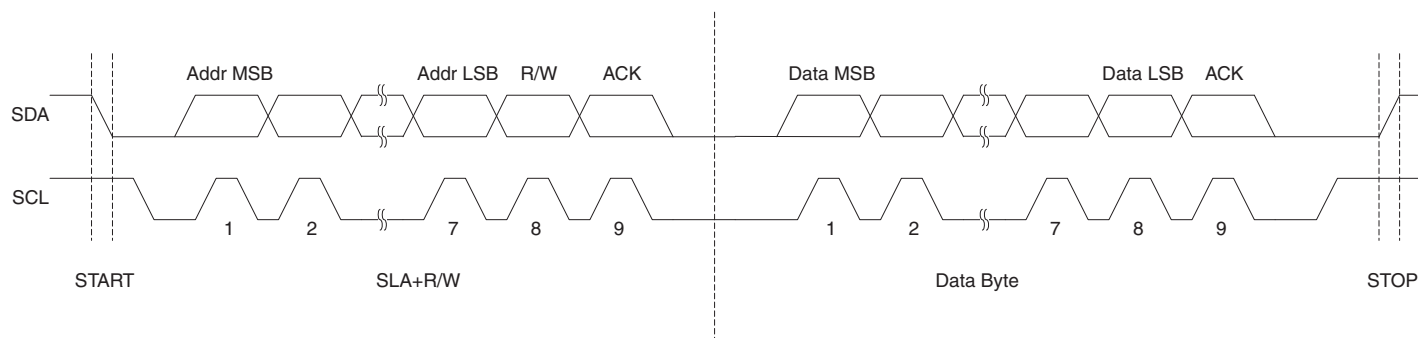 Addr MSB Addr LSB R/W ACK Data MSB Data LSB ACK
SDA
SCL
1 2 7 8 9 1 2 7 8 9
START SLA+R/W Data Byte STOP